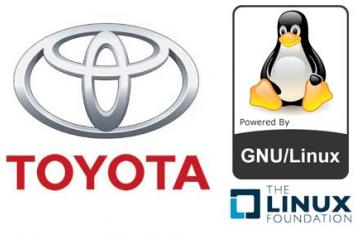 TOYOTA
Powered By
GNU/Linux
THE
LINUX
FOUNDATION